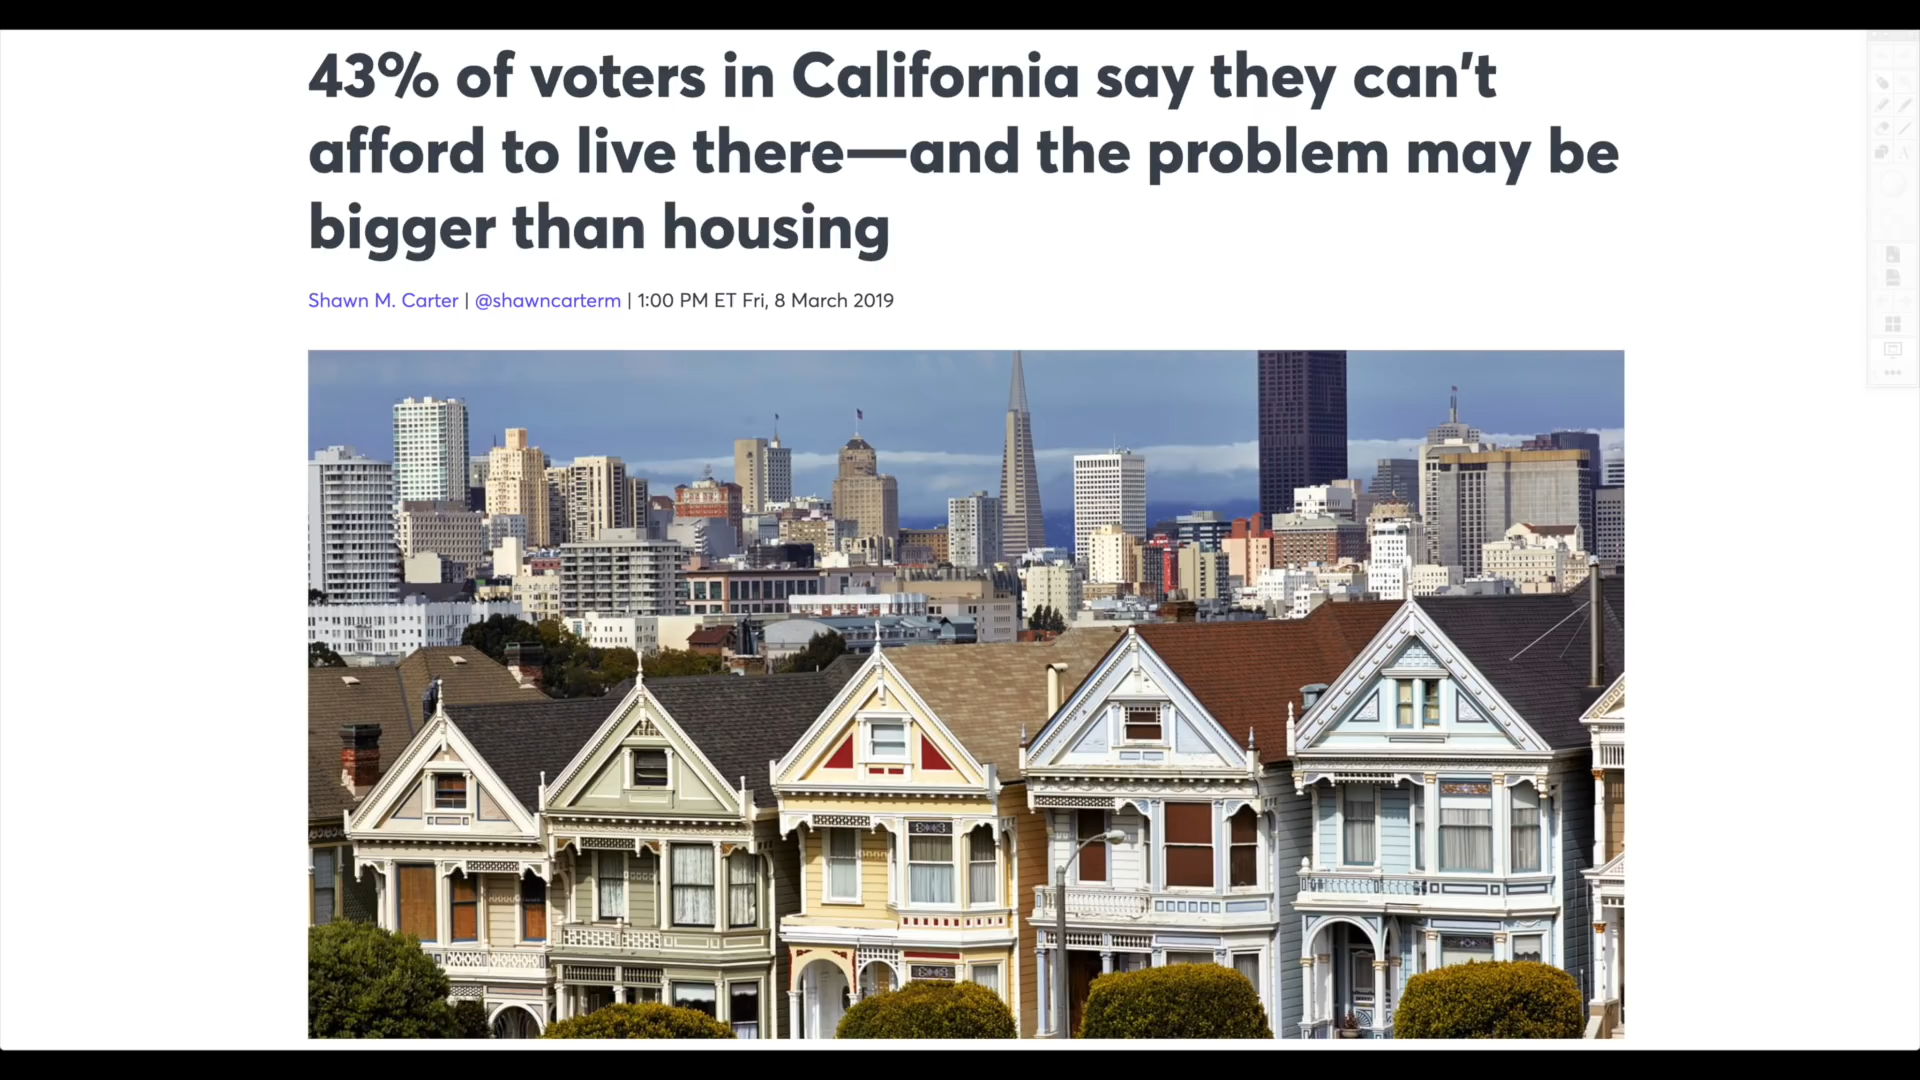 43% of voters in California say they can’t
afford to live there—and the problem may be
bigger than housing
Shawn M. Carter | @shawncarterm | 1:00 PM ET Fri, 8 March 2019